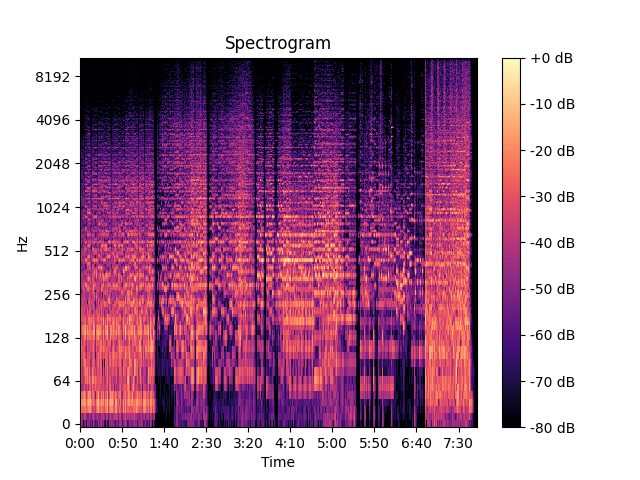 Spectrogram
Hz
8192
4096
2048
1024
512
256
128
64
0
0:00 0:50 1:40 2:30 3:20 4:10 5:00 5:50 6:40 7:30
Time
+0 dB
-10 dB
-20 dB
-30 dB
-40 dB
-50 dB
-60 dB
-70 dB
-80 dB